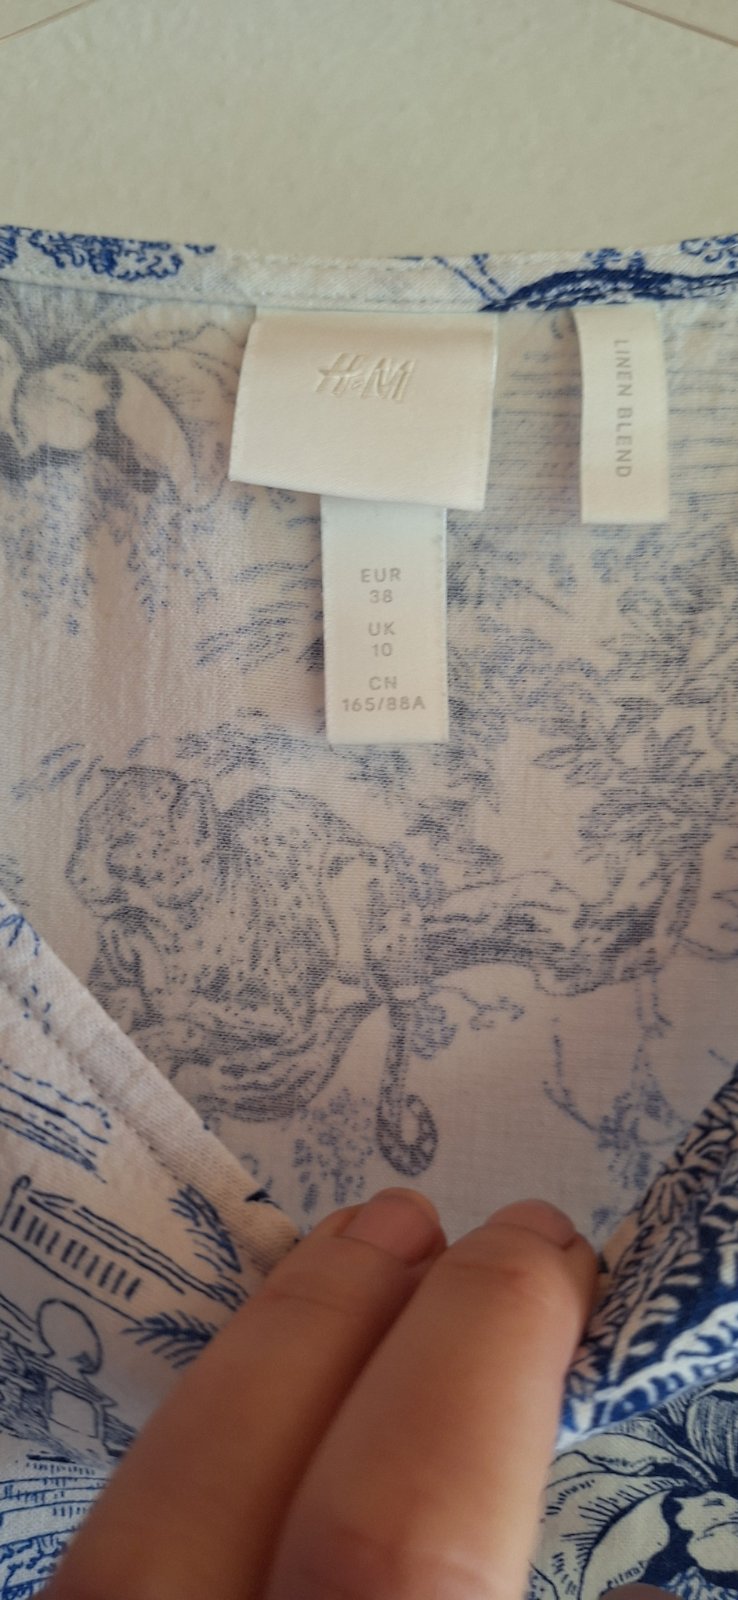 H&M
LINEN BLEND
EUR
38
UK
10
CN
165/88A